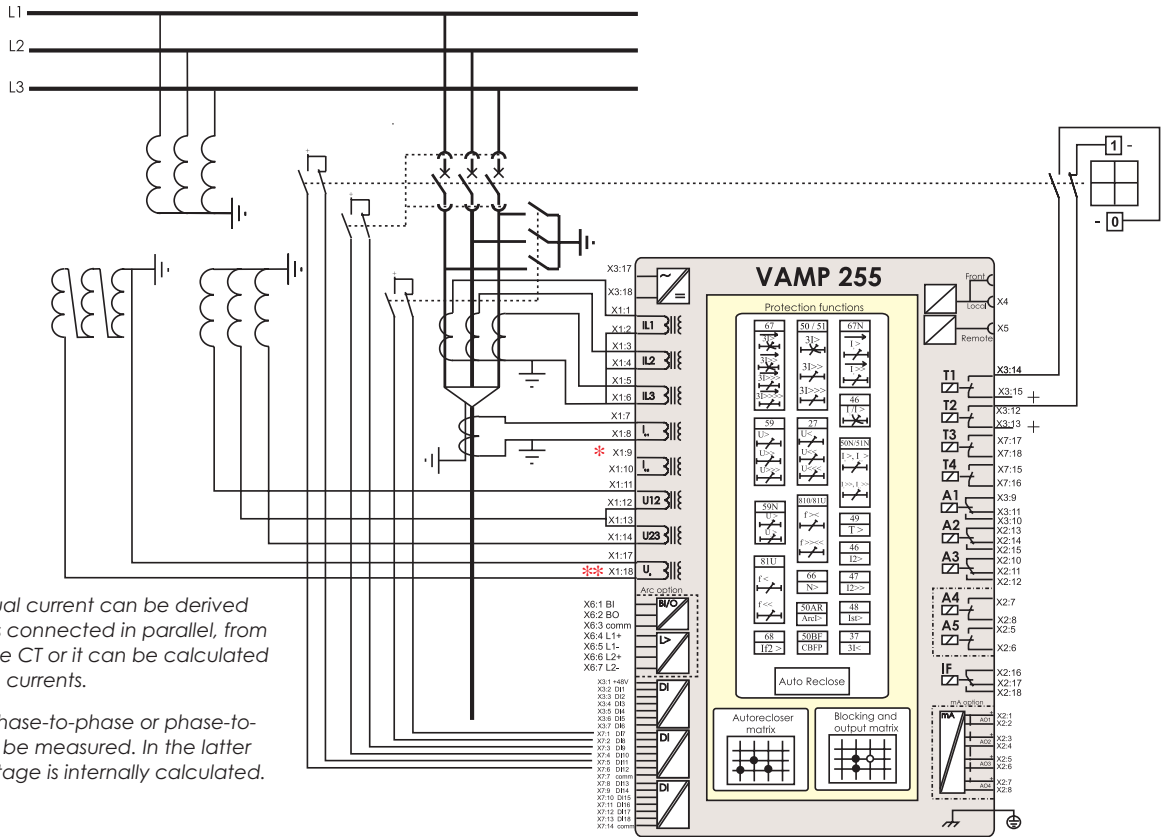 L1
L2
L3
1 -
- 0
VAMP 255
Protection functions
67
3I>
3I>>
3I>>>
3I>>>>
50 / 51
3I>
3I>>
3I>>>
67N
I>
I>>
46
I/I>
59
U>
U>>
U>>>
27
U<
U<<
U<<<
50N/51N
I>, I >
I>>, I >>
59N
U>
U>
810/81U
f><
f>><<
49
T >
46
I2>
81U
f <
f <<
66
N>
47
I2>>
50AR
ArcI>
48
Ist>
68
If2 >
50BF
CBFP
37
3I<
Auto Reclose
Autorecloser
matrix
Blocking and
output matrix
X3:17
X3:18
X1:1
X1:2
X1:3
X1:4
X1:5
X1:6
X1:7
X1:8
* X1:9
X1:10
X1:11
X1:12
X1:13
X1:14
X1:17
** X1:18
~
=
IL1
IL2
IL3
U12
U23
Arc option
X6:1 BI
X6:2 BO
X6:3 comm
X6:4 L1+
X6:5 L1-
X6:6 L2+
X6:7 L2-
BI/O
L>
X3:1 +48V
X3:2 DI1
X3:3 DI2
X3:4 DI3
X3:5 DI4
X3:6 DI5
X3:7 DI6
X7:1 DI7
X7:2 DI8
X7:3 DI9
X7:4 DI10
X7:5 DI11
X7:6 DI12
X7:7 comm
X7:8 DI13
X7:9 DI14
X7:10 DI15
X7:11 DI16
X7:12 DI17
X7:13 DI18
X7:14 comm
DI
DI
DI
Front
Local
X4
X5
Remote
T1
X3:14
X3:15 +
T2
X3:12
X3:13 +
T3
X7:17
X7:18
T4
X7:15
X7:16
A1
X3:9
X3:11
X3:10
A2
X2:13
X2:14
X2:15
A3
X2:10
X2:11
X2:12
A4
X2:7
X2:8
A5
X2:5
X2:6
IF
X2:16
X2:17
X2:18
mA option
mA
AO1
X2:1
X2:2
AO2
X2:3
X2:4
AO3
X2:5
X2:6
AO4
X2:7
X2:8
ual current can be derived
s connected in parallel, from
e CT or it can be calculated
currents.
hase-to-phase or phase-to-
be measured. In the latter
tage is internally calculated.